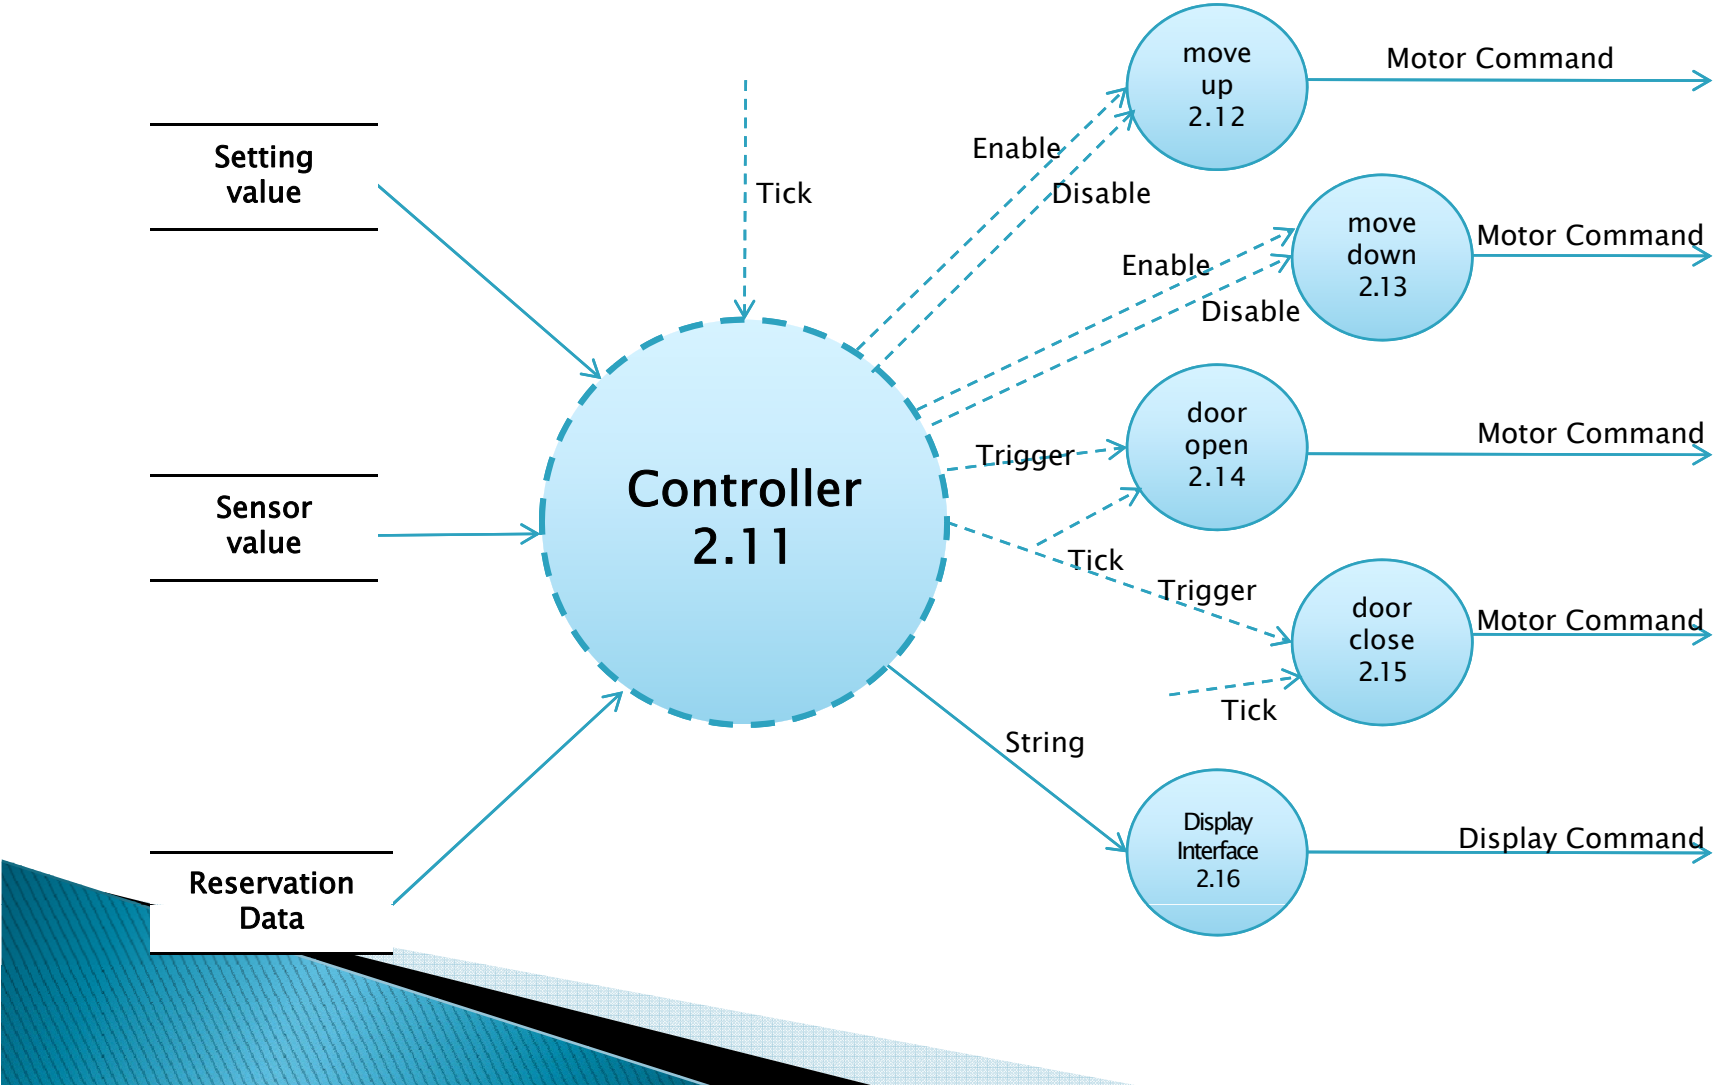 move
up
2.12
Motor Command
Setting
value
Tick
Enable
Disable
move
down
2.13
Motor Command
Enable
Disable
door
open
2.14
Motor Command
Trigger
Controller
2.11
Sensor
value
Tick
Trigger
door
close
2.15
Motor Command
Tick
String
Display
Interface
2.16
Display Command
Reservation
Data